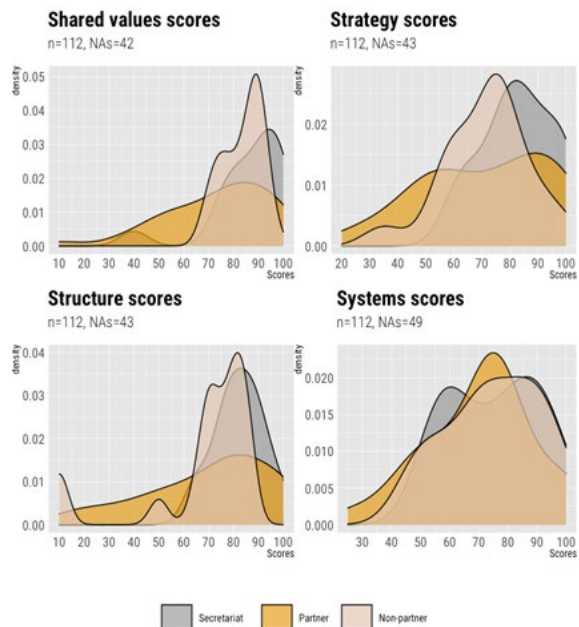 Shared values scores
n=112, NAs=42
density
0.05
0.04
0.03
0.02
0.01
0.00
10 20 30 40 50 60 70 80 90 100
Scores
Strategy scores
n=112, NAs=43
density
0.02
0.01
0.00
20 30 40 50 60 70 80 90 100
Scores
Structure scores
n=112, NAs=43
density
0.04
0.03
0.02
0.01
0.00
10 20 30 40 50 60 70 80 90 100
Scores
Systems scores
n=112, NAs=49
density
0.020
0.015
0.010
0.005
0.000
30 40 50 60 70 80 90 100
Scores
Secretariat Partner Non-partner